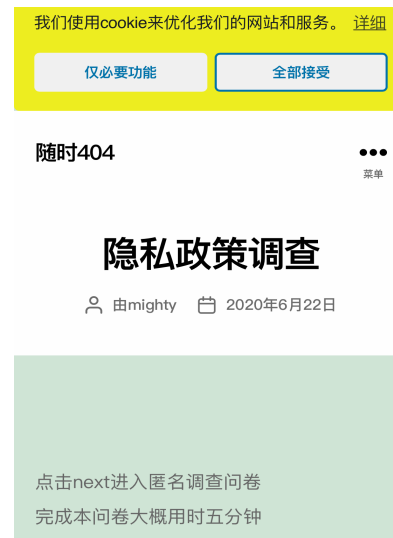 我们使用cookie来优化我们的网站和服务。 详细
仅必要功能 全部接受
随时404
菜单
隐私政策调查
由mighty 2020年6月22日
点击next进入匿名调查问卷
完成本问卷大概用时五分钟